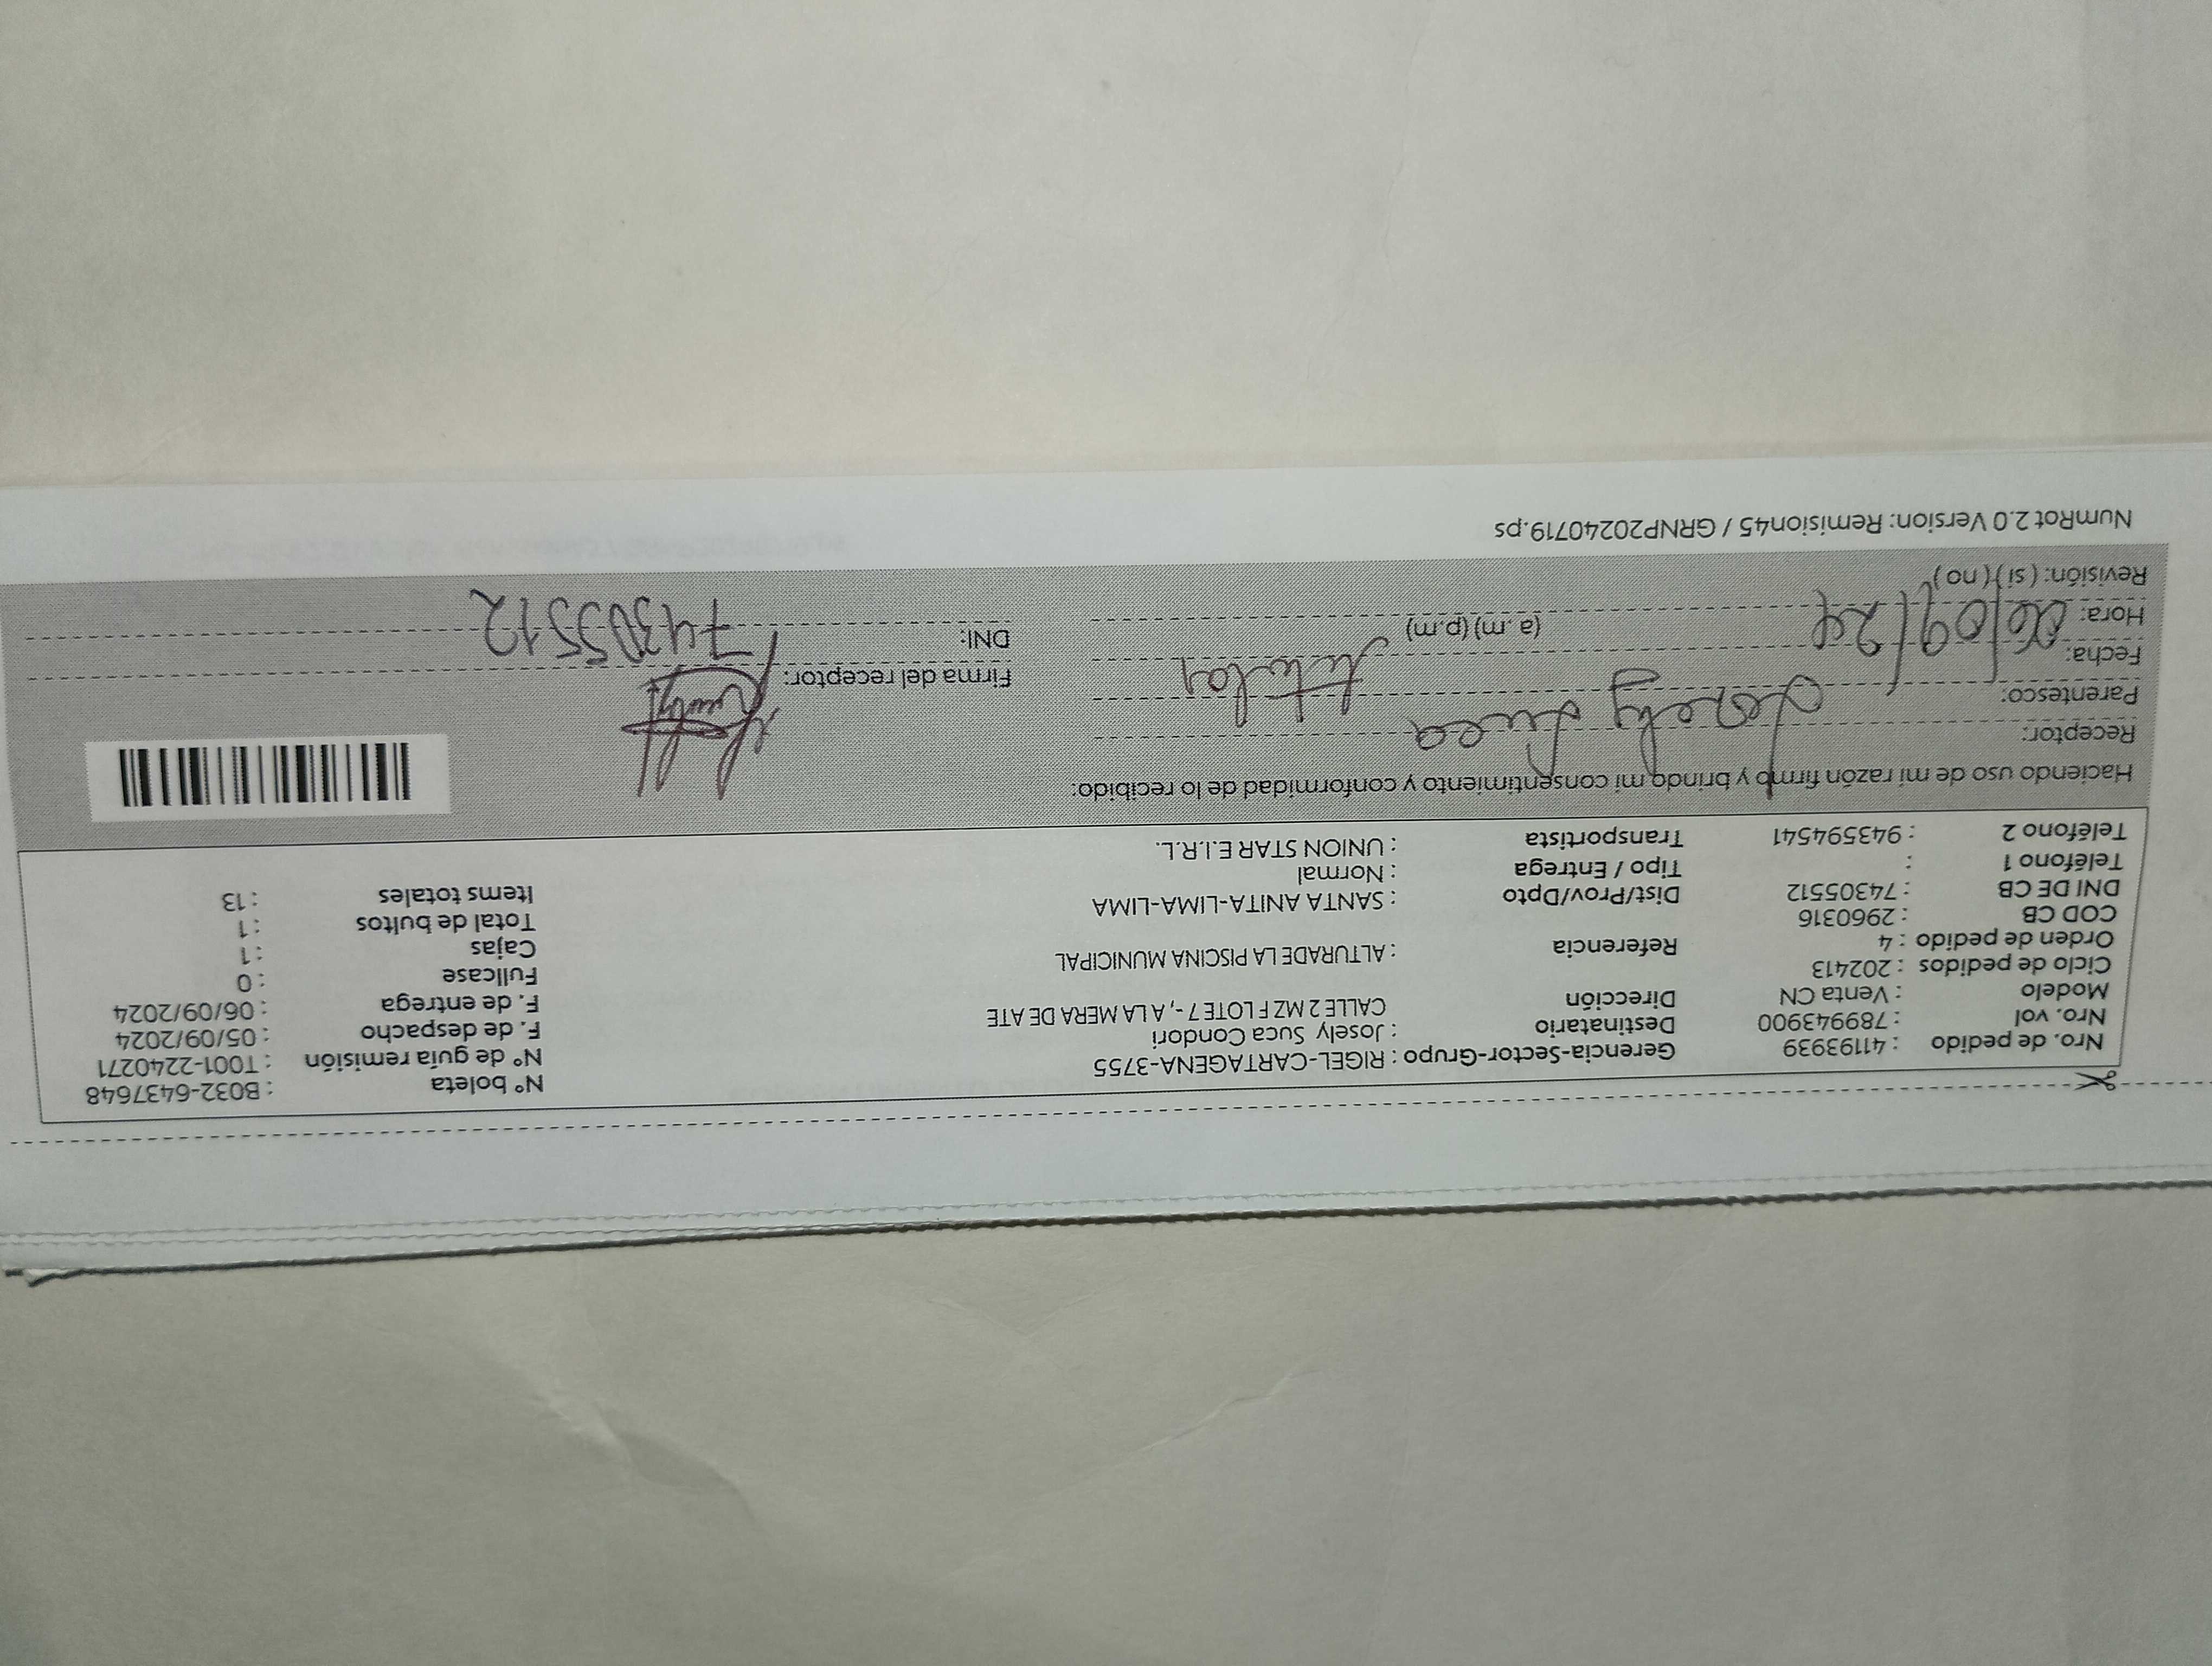 Nro. de pedido : 41193939 Gerencia-Sector-Grupo : RIGEL-CARTAGENA-3755 N° boleta : B032-6437648
Nro. vol : 789943900 Destinatario : Josely Suca Condori N° de guía remisión : T001-2240271
Modelo : Venta CN Dirección CALLE 2 MZ F LOTE 7 -, A LA MERA DE ATE F. de despacho : 05/09/2024
Ciclo de pedidos : 202413 F. de entrega : 06/09/2024
Orden de pedido : 4 Referencia : ALTURADE LA PISCINA MUNICIPAL Fullcase : 0
COD CB : 2960316 Cajas : 1
DNI DE CB : 74305512 Dist/Prov/Dpto : SANTA ANITA-LIMA-LIMA Total de bultos : 1
Teléfono 1 : Tipo / Entrega : Normal Items totales : 13
Teléfono 2 : 943594541 Transportista : UNION STAR E.I.R.L.
Haciendo uso de mi razón firmo y brindo mi consentimiento y conformidad de lo recibido:
Receptor: Josely Suca
Parentesco: titular Firma del receptor:
Fecha: 06/09/24 DNI: 74305512
Hora: (a .m) (p.m)
Revisión: ( si ) ( no )
NumRot 2.0 Version: Remision45 / GRNP20240719.ps